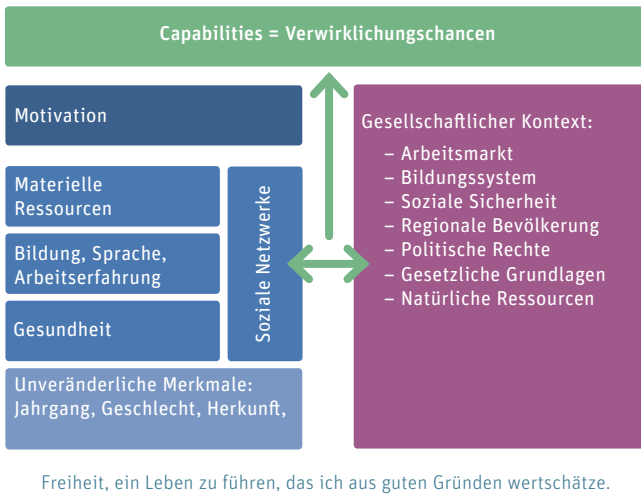 Capabilities = Verwirklichungschancen
Motivation
Materielle
Ressourcen
Bildung, Sprache,
Arbeitserfahrung
Gesundheit
Soziale Netzwerke
Unveränderliche Merkmale:
Jahrgang, Geschlecht, Herkunft,
Gesellschaftlicher Kontext:
– Arbeitsmarkt
– Bildungssystem
– Soziale Sicherheit
– Regionale Bevölkerung
– Politische Rechte
– Gesetzliche Grundlagen
– Natürliche Ressourcen
Freiheit, ein Leben zu führen, das ich aus guten Gründen wertschätze.